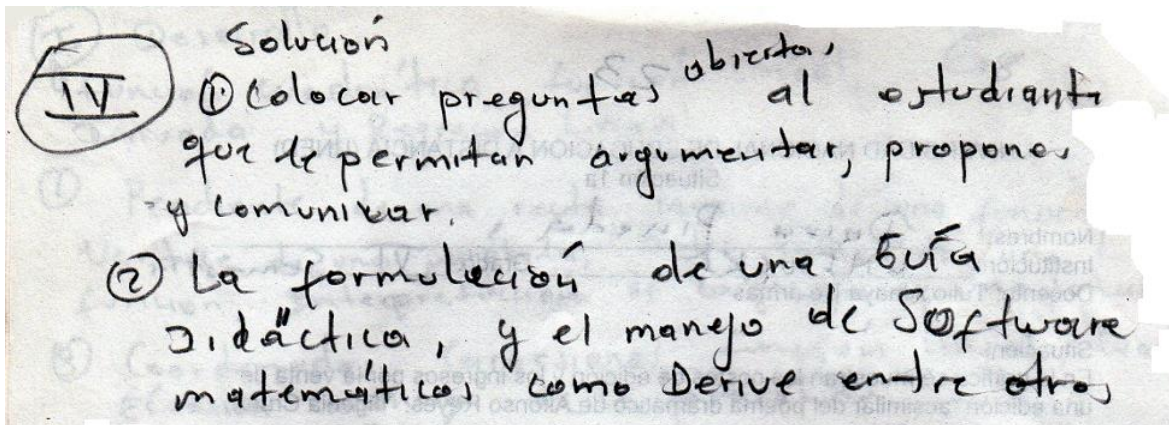 Solución
IV ① Colocar preguntas abiertas al estudiante
que le permitan argumentar, proponer
y comunicar.
② La formulación de una Guía
Didáctica, y el manejo de Software
matemáticos como Derive entre otros